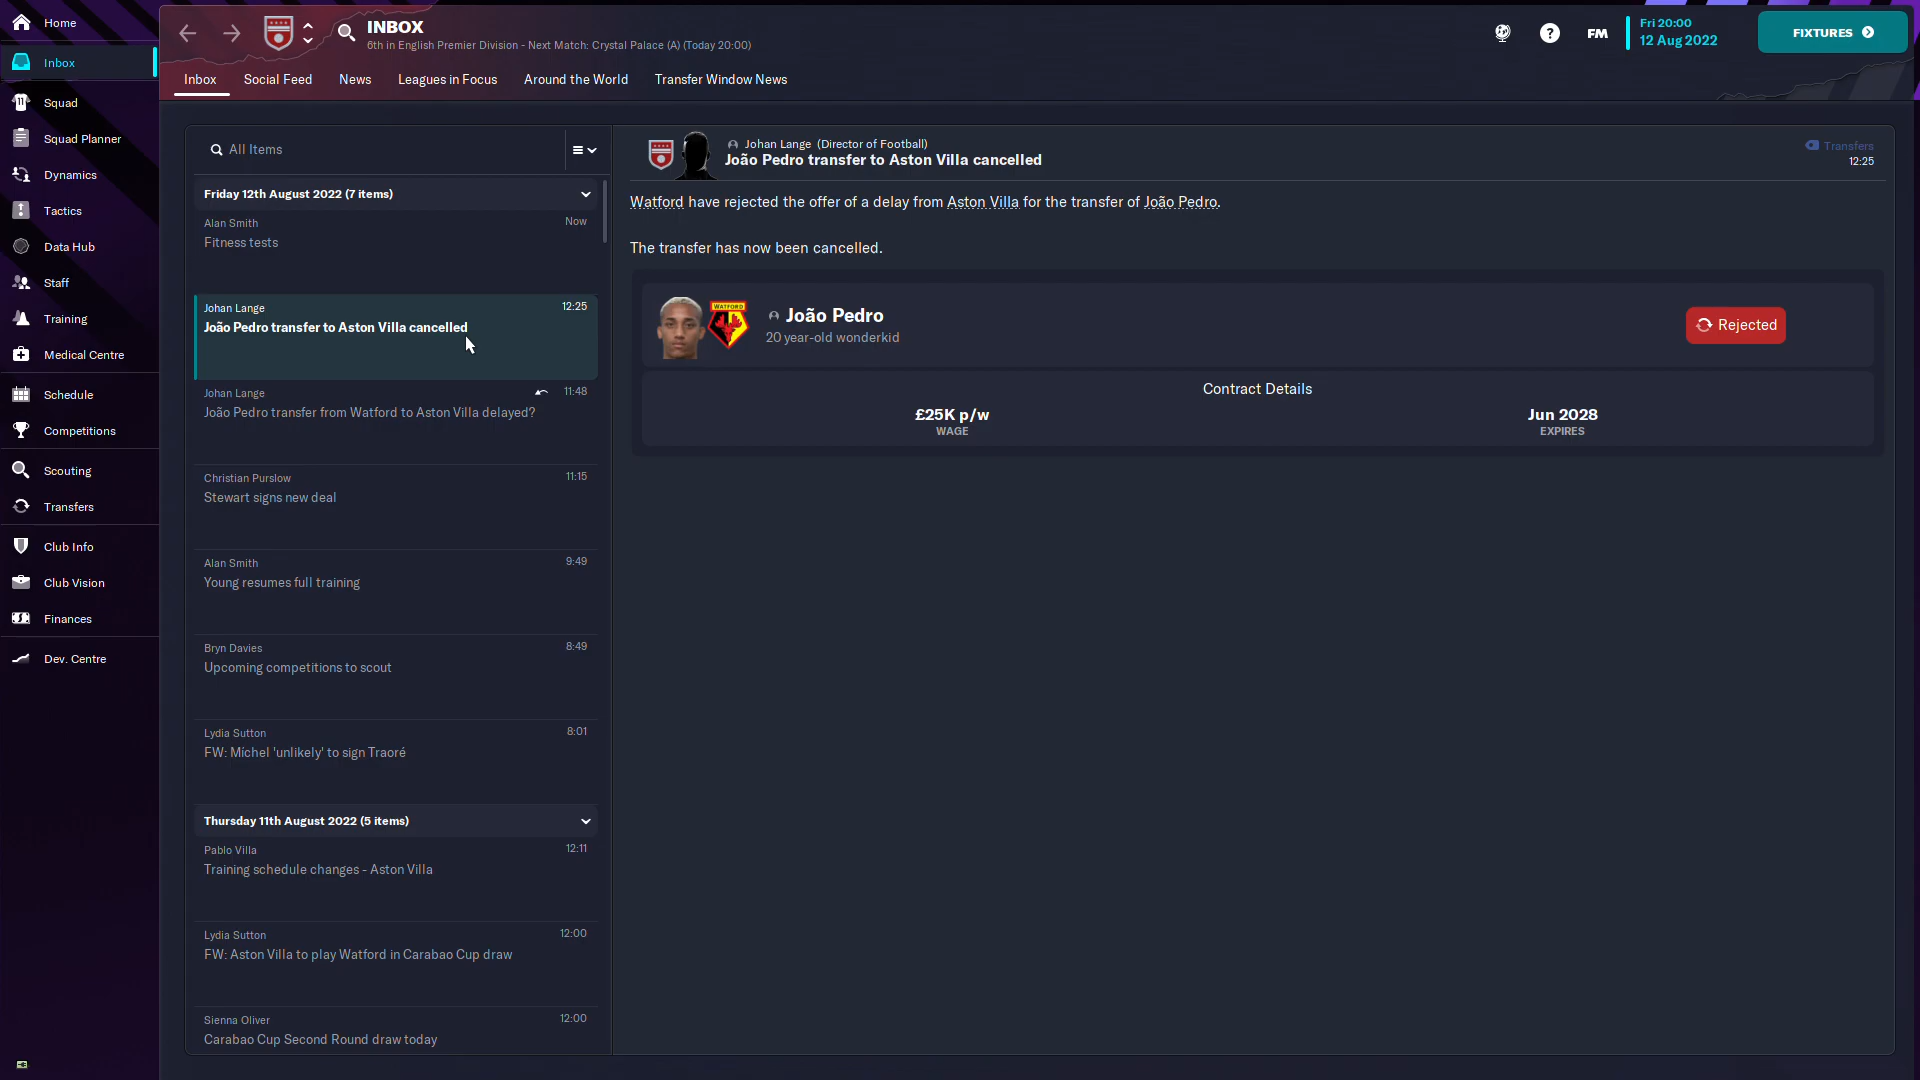 Home
Inbox
Squad
Squad Planner
Dynamics
Tactics
Data Hub
Staff
Training
Medical Centre
Schedule
Competitions
Scouting
Transfers
Club Info
Club Vision
Finances
Dev. Centre
INBOX
6th in English Premier Division - Next Match: Crystal Palace (A) (Today 20:00)
FM
Fri 20:00
12 Aug 2022
FIXTURES
Inbox Social Feed News Leagues in Focus Around the World Transfer Window News
All Items
Friday 12th August 2022 (7 items)
Alan Smith Now
Fitness tests
Johan Lange 12:25
João Pedro transfer to Aston Villa cancelled
Johan Lange 11:48
João Pedro transfer from Watford to Aston Villa delayed?
Christian Purslow 11:15
Stewart signs new deal
Alan Smith 9:49
Young resumes full training
Bryn Davies 8:49
Upcoming competitions to scout
Lydia Sutton 8:01
FW: Míchel 'unlikely' to sign Traoré
Thursday 11th August 2022 (5 items)
Pablo Villa 12:11
Training schedule changes - Aston Villa
Lydia Sutton 12:00
FW: Aston Villa to play Watford in Carabao Cup draw
Sienna Oliver 12:00
Carabao Cup Second Round draw today
Johan Lange (Director of Football)
João Pedro transfer to Aston Villa cancelled
Transfers
12:25
Watford have rejected the offer of a delay from Aston Villa for the transfer of João Pedro.
The transfer has now been cancelled.
WATFORD
João Pedro
20 year-old wonderkid
Rejected
Contract Details
£25K p/w
WAGE
Jun 2028
EXPIRES